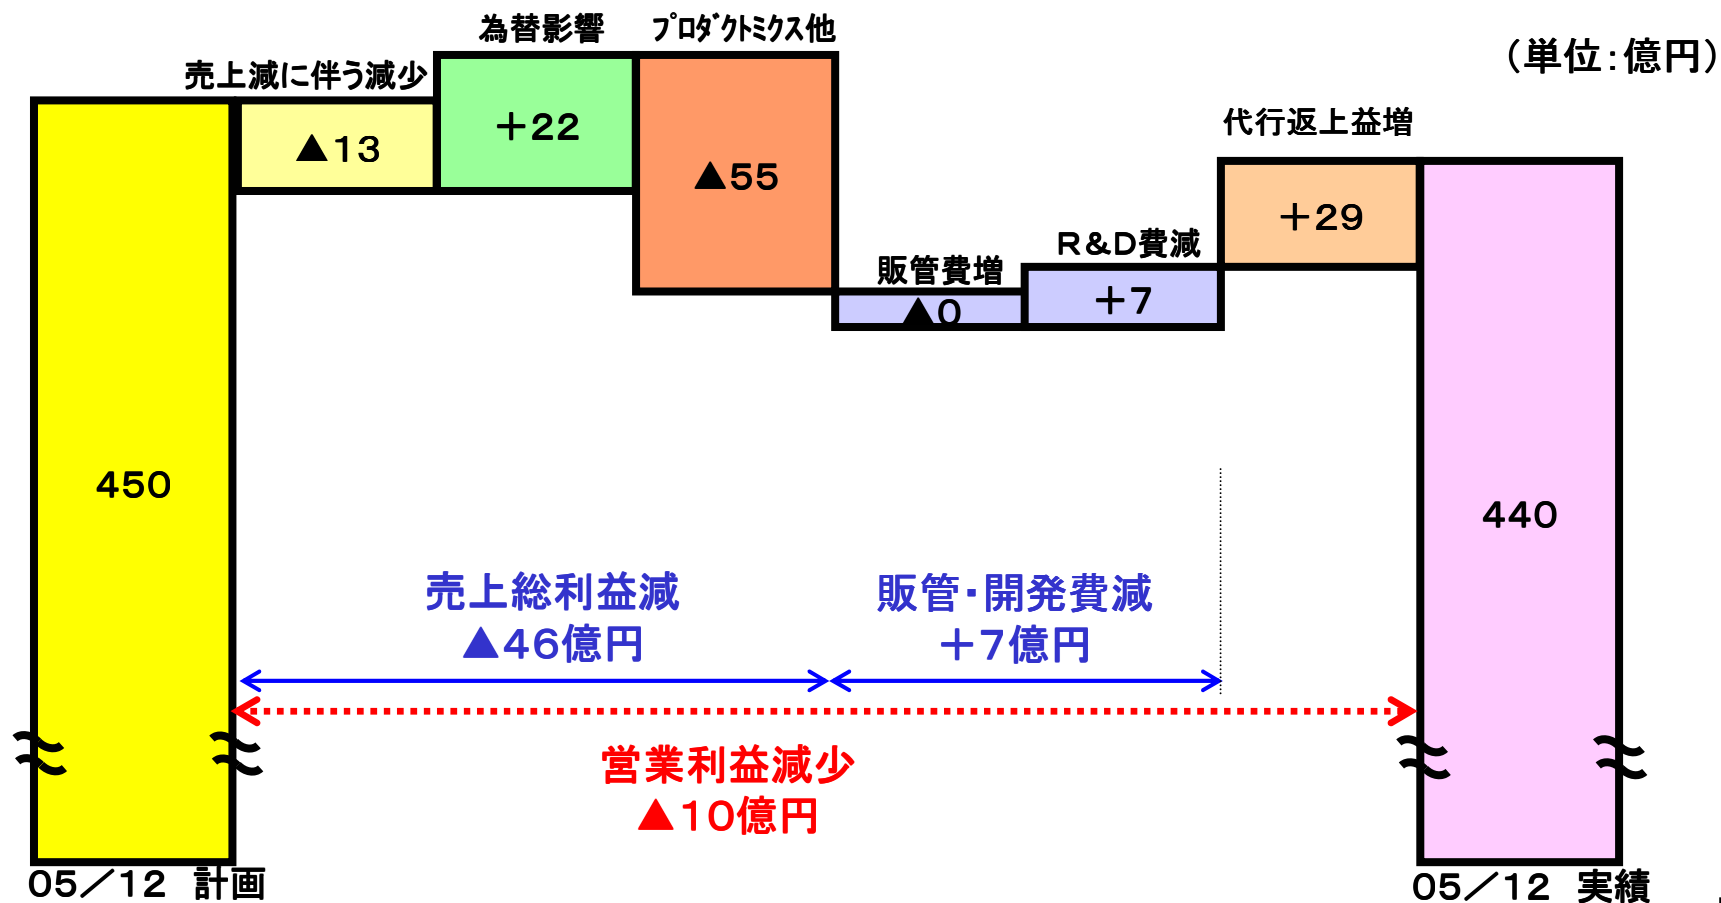 （単位：億円）
為替影響
ﾌﾟﾛﾀﾞｸﾄﾐｸｽ他
売上減に伴う減少
代行返上益増
＋22
▲13
▲55
＋29
R＆D費減
販管費増
＋7
▲0
450
440
売上総利益減
▲46億円
販管・開発費減
＋7億円
営業利益減少
▲10億円
05／12　計画
05／12　実績